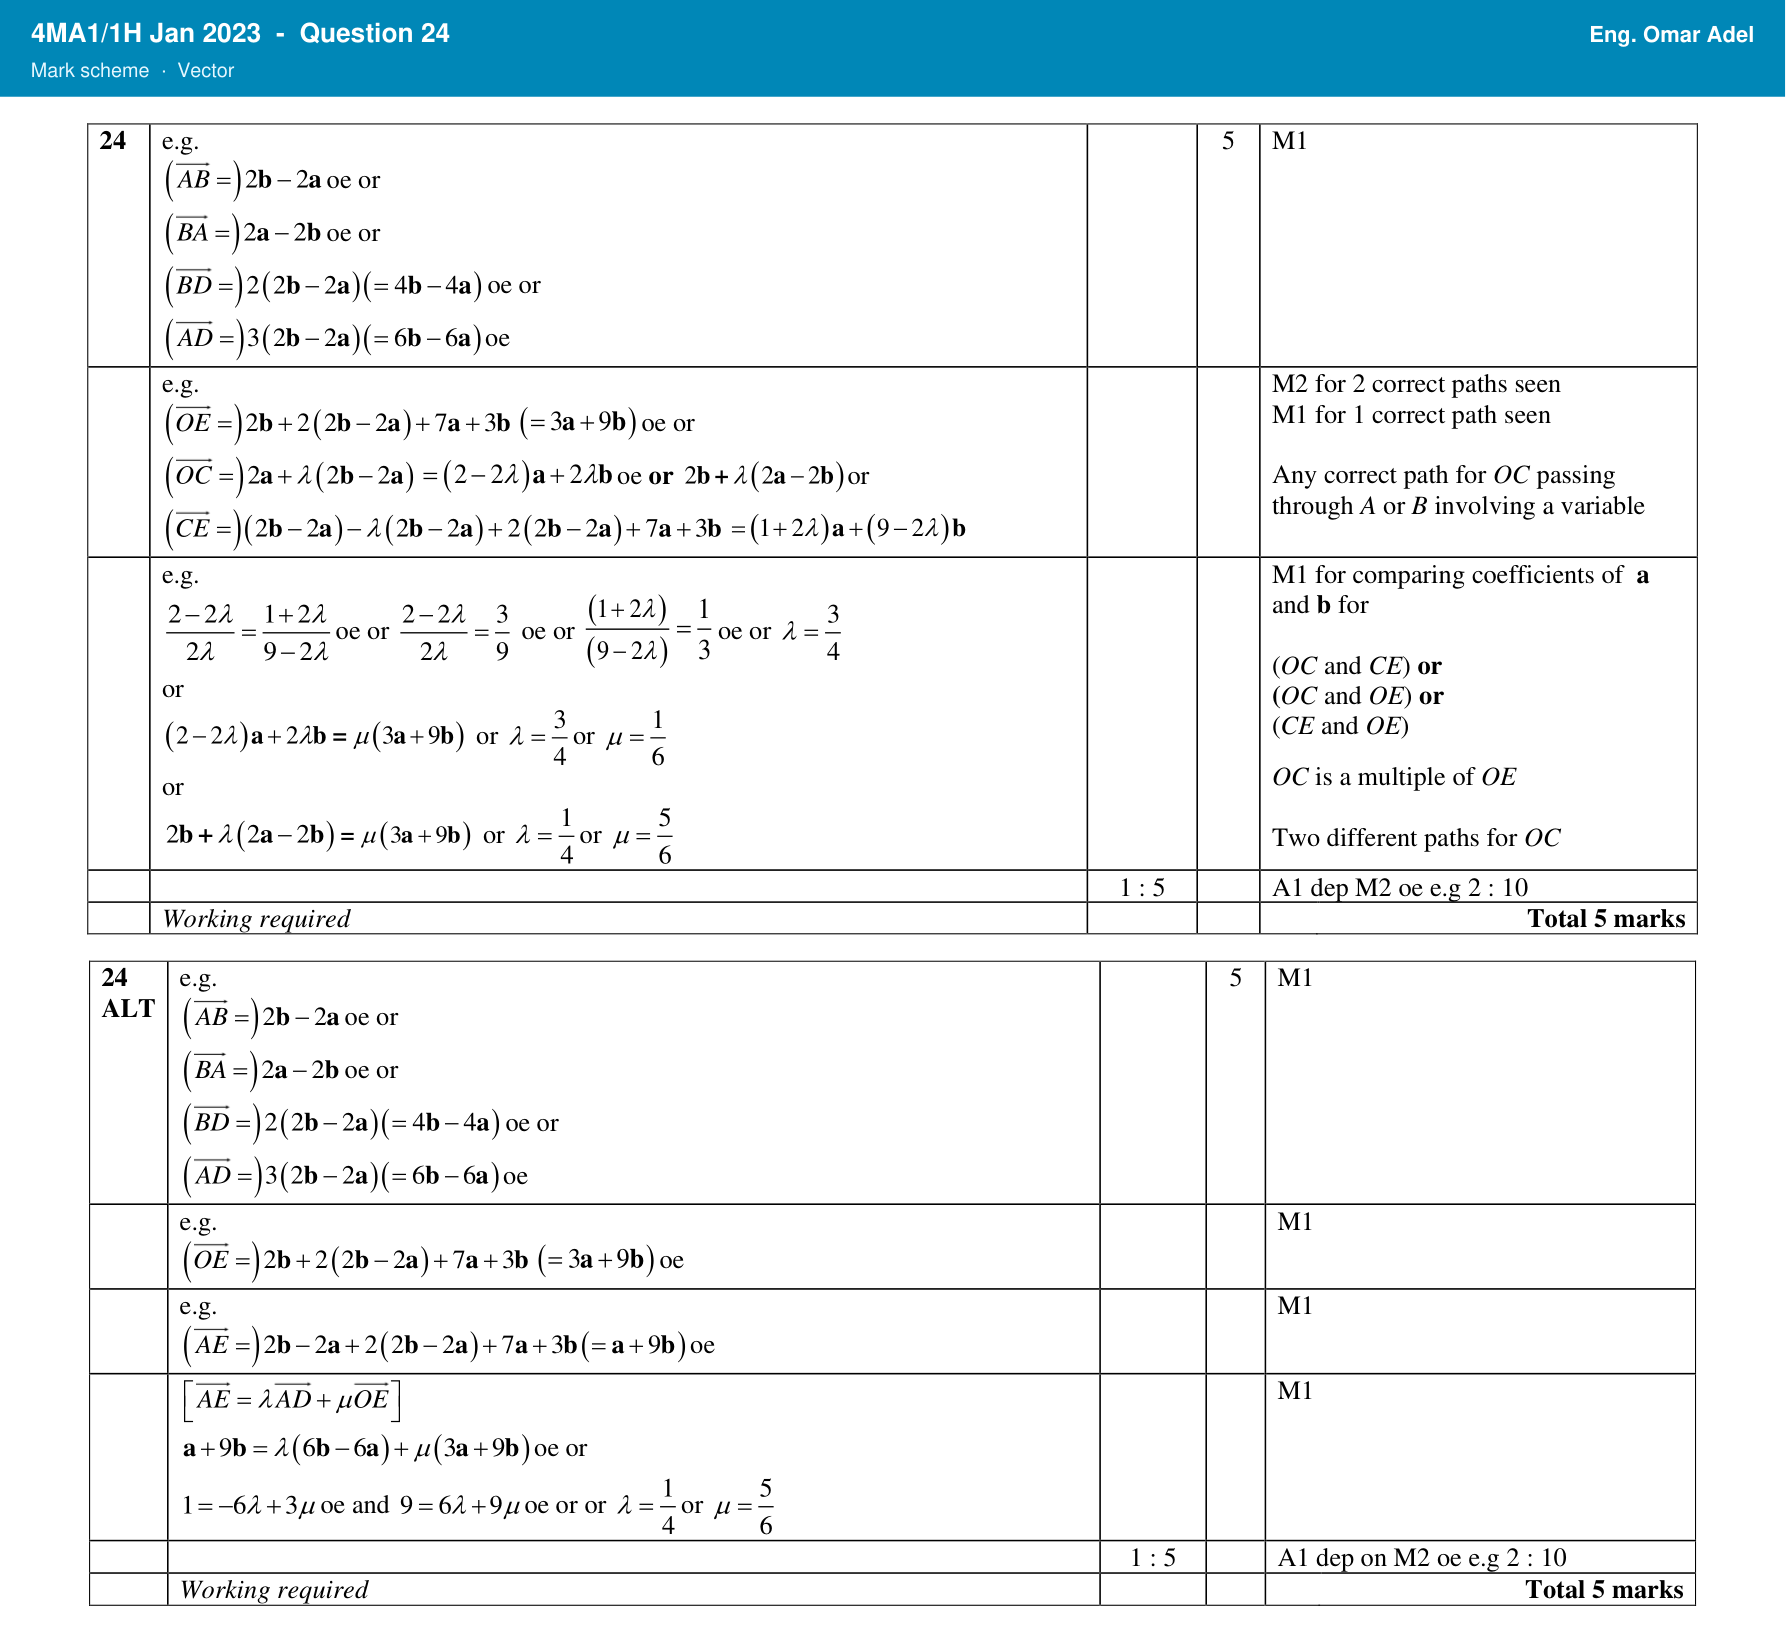 4MA1/1H Jan 2023 - Question 24
Eng. Omar Adel
Mark scheme · Vector
24 e.g. 5 M1
(AB⃗ =) 2b − 2a oe or
(BA⃗ =) 2a − 2b oe or
(BD⃗ =) 2(2b − 2a)(= 4b − 4a) oe or
(AD⃗ =) 3(2b − 2a)(= 6b − 6a) oe
e.g. M2 for 2 correct paths seen
M1 for 1 correct path seen
(OE⃗ =) 2b + 2(2b − 2a) + 7a + 3b (= 3a + 9b) oe or
(OC⃗ =) 2a + λ(2b − 2a) = (2 − 2λ)a + 2λb oe or 2b + λ(2a − 2b) or
(CE⃗ =) (2b − 2a) − λ(2b − 2a) + 2(2b − 2a) + 7a + 3b = (1 + 2λ)a + (9 − 2λ)b
Any correct path for OC passing
through A or B involving a variable
e.g. M1 for comparing coefficients of a
and b for
(2 − 2λ)/2λ = (1 + 2λ)/(9 − 2λ) oe or (2 − 2λ)/2λ = 3/9 oe or (1 + 2λ)/(9 − 2λ) = 1/3 oe or λ = 3/4
or
(2 − 2λ)a + 2λb = μ(3a + 9b) or λ = 3/4 or μ = 1/6
or
2b + λ(2a − 2b) = μ(3a + 9b) or λ = 1/4 or μ = 5/6
(OC and CE) or
(OC and OE) or
(CE and OE)
OC is a multiple of OE
Two different paths for OC
1 : 5 A1 dep M2 oe e.g 2 : 10
Working required Total 5 marks
24 e.g. 5 M1
ALT
(AB⃗ =) 2b − 2a oe or
(BA⃗ =) 2a − 2b oe or
(BD⃗ =) 2(2b − 2a)(= 4b − 4a) oe or
(AD⃗ =) 3(2b − 2a)(= 6b − 6a) oe
e.g. M1
(OE⃗ =) 2b + 2(2b − 2a) + 7a + 3b (= 3a + 9b) oe
e.g. M1
(AE⃗ =) 2b − 2a + 2(2b − 2a) + 7a + 3b (= a + 9b) oe
[AE⃗ = λAD⃗ + μOE⃗] M1
a + 9b = λ(6b − 6a) + μ(3a + 9b) oe or
1 = −6λ + 3μ oe and 9 = 6λ + 9μ oe or or λ = 1/4 or μ = 5/6
1 : 5 A1 dep on M2 oe e.g 2 : 10
Working required Total 5 marks